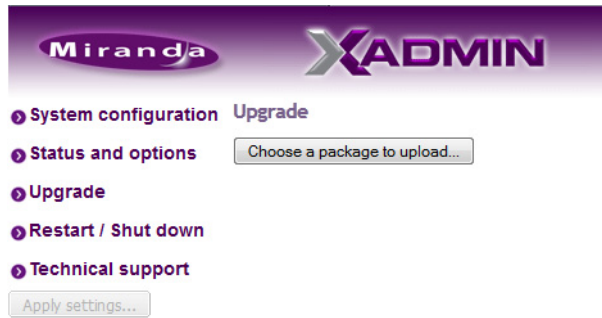 Miranda
XADMIN
System configuration
Upgrade
Status and options
Choose a package to upload...
Upgrade
Restart / Shut down
Technical support
Apply settings...